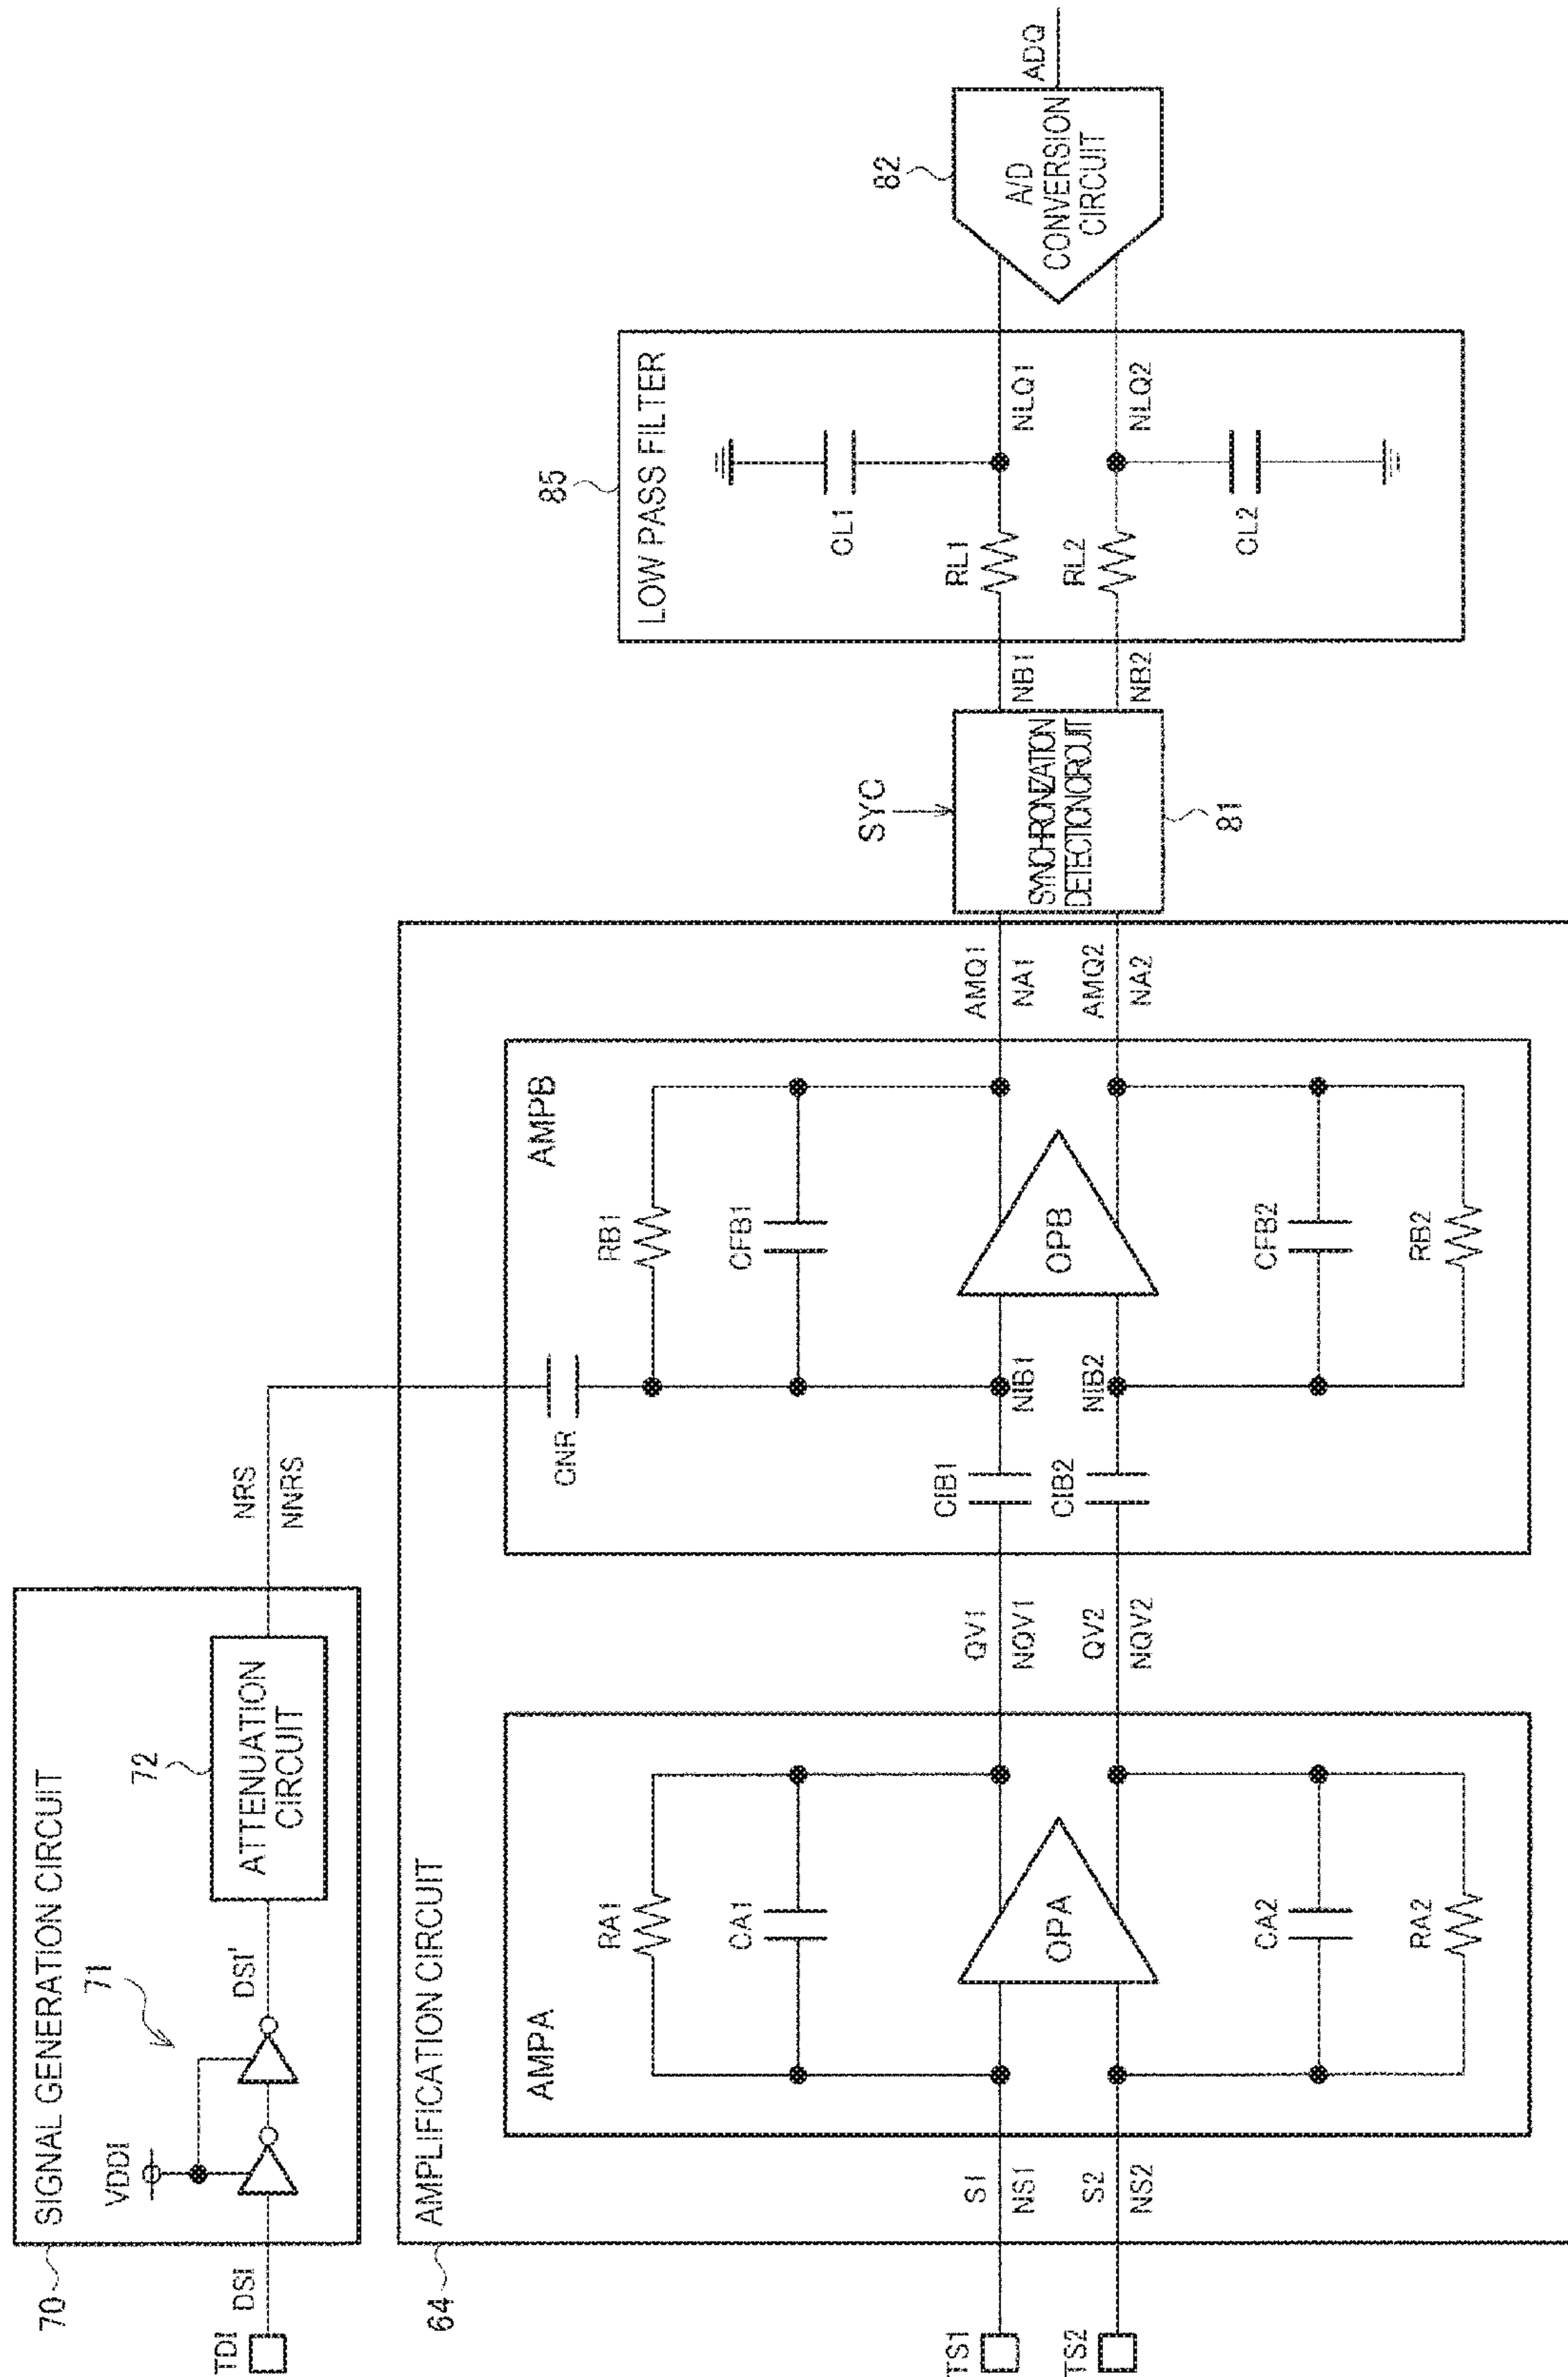 SIGNAL GENERATION CIRCUIT
70
71
72
VDDI
TDI
DSI
DSI'
ATTENUATION
CIRCUIT
NRS
NNRS
AMPLIFICATION CIRCUIT
64
AMPA
RA1
CA1
OPA
CA2
RA2
TS1
TS2
S1
NS1
S2
NS2
QV1
NQV1
QV2
NQV2
AMPB
CNR
RB1
CFB1
CIB1
CIB2
NIB1
NIB2
OPB
CFB2
RB2
AMQ1
NA1
AMQ2
NA2
SYC
SYNCHRONIZATION
DETECTION CIRCUIT
81
NB1
NB2
85
LOW PASS FILTER
CL1
RL1
RL2
CL2
NLQ1
NLQ2
82
A/D
CONVERSION
CIRCUIT
ADQ